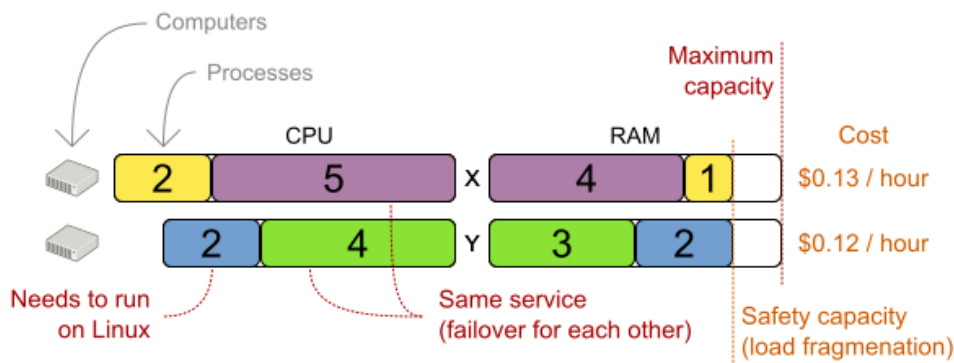 Computers
Processes
Maximum
capacity
CPU
RAM
Cost
2
5
X
4
1
$0.13 / hour
2
4
Y
3
2
$0.12 / hour
Needs to run
on Linux
Same service
(failover for each other)
Safety capacity
(load fragmenation)